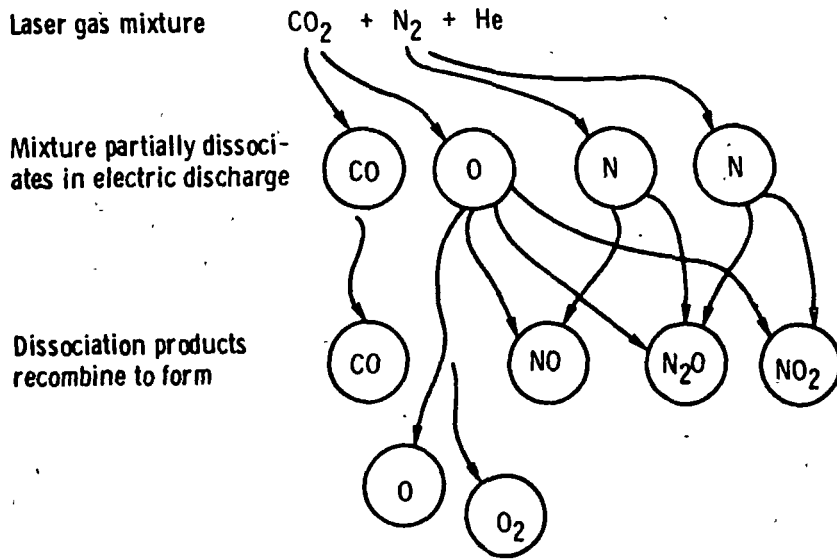 Laser gas mixture CO₂ + N₂ + He
Mixture partially dissoci-
ates in electric discharge
CO O N N
Dissociation products
recombine to form
CO NO N₂O NO₂
O O₂